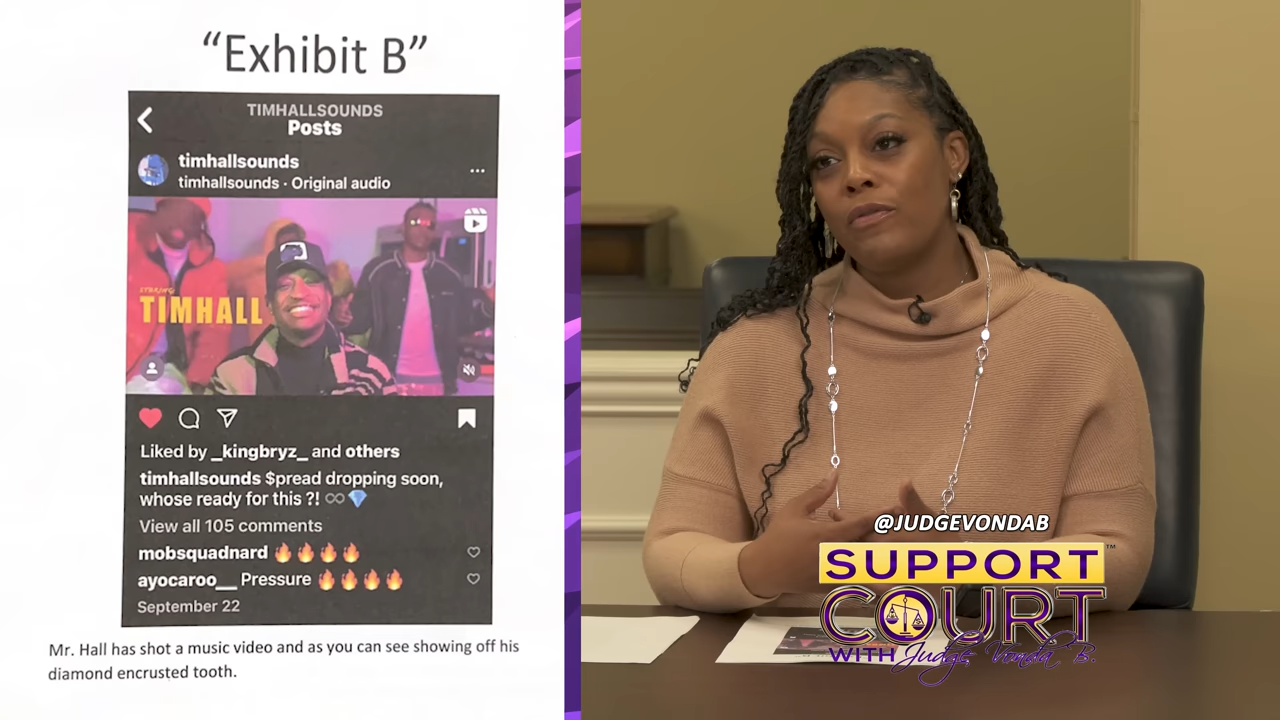 “Exhibit B”
TIMHALLSOUNDS
Posts
timhallsounds
timhallsounds · Original audio
STARRING
TIMHALL
Liked by _kingbryz_ and others
timhallsounds $pread dropping soon,
whose ready for this ?! ♾️💎
View all 105 comments
mobsquadnard 🔥🔥🔥🔥
ayocaroo__ Pressure 🔥🔥🔥🔥
September 22
Mr. Hall has shot a music video and as you can see showing off his
diamond encrusted tooth.
@JUDGEVONDAB
SUPPORT™
COURT
WITH Judge Vonda B.